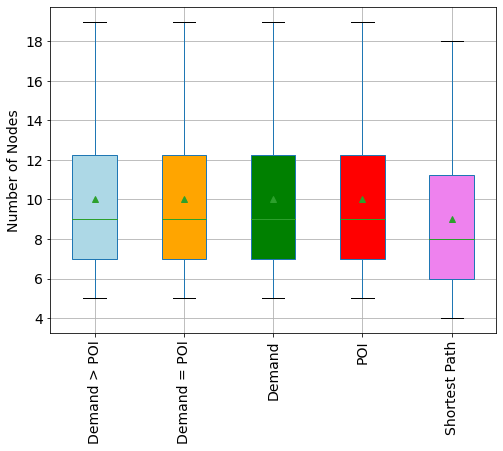 Number of Nodes
18
16
14
12
10
8
6
4
Demand > POI
Demand = POI
Demand
POI
Shortest Path